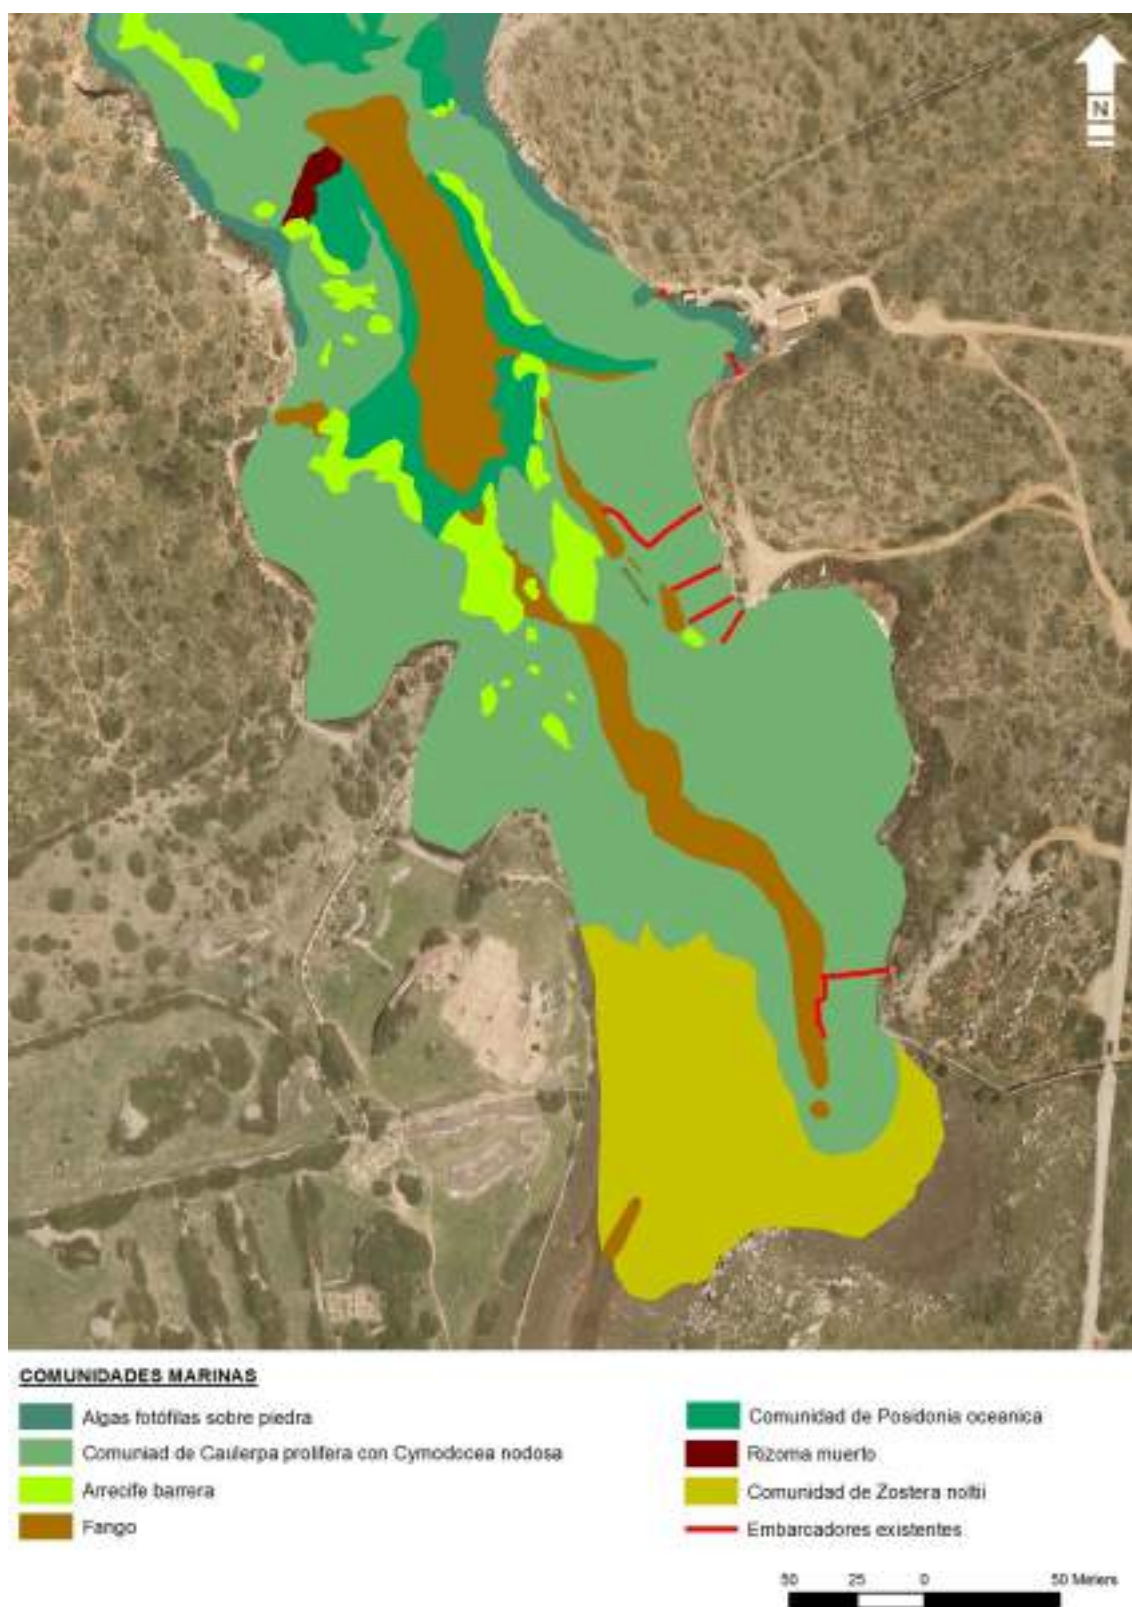 N
COMUNIDADES MARINAS
Algas fotófilas sobre piedra
Comuniad de Caulerpa prolifera con Cymodocea nodosa
Arrecife barrera
Fango
Comunidad de Posidonia oceanica
Rizoma muerto
Comunidad de Zostera noltii
Embarcadores existentes
50 25 0 50 Meters